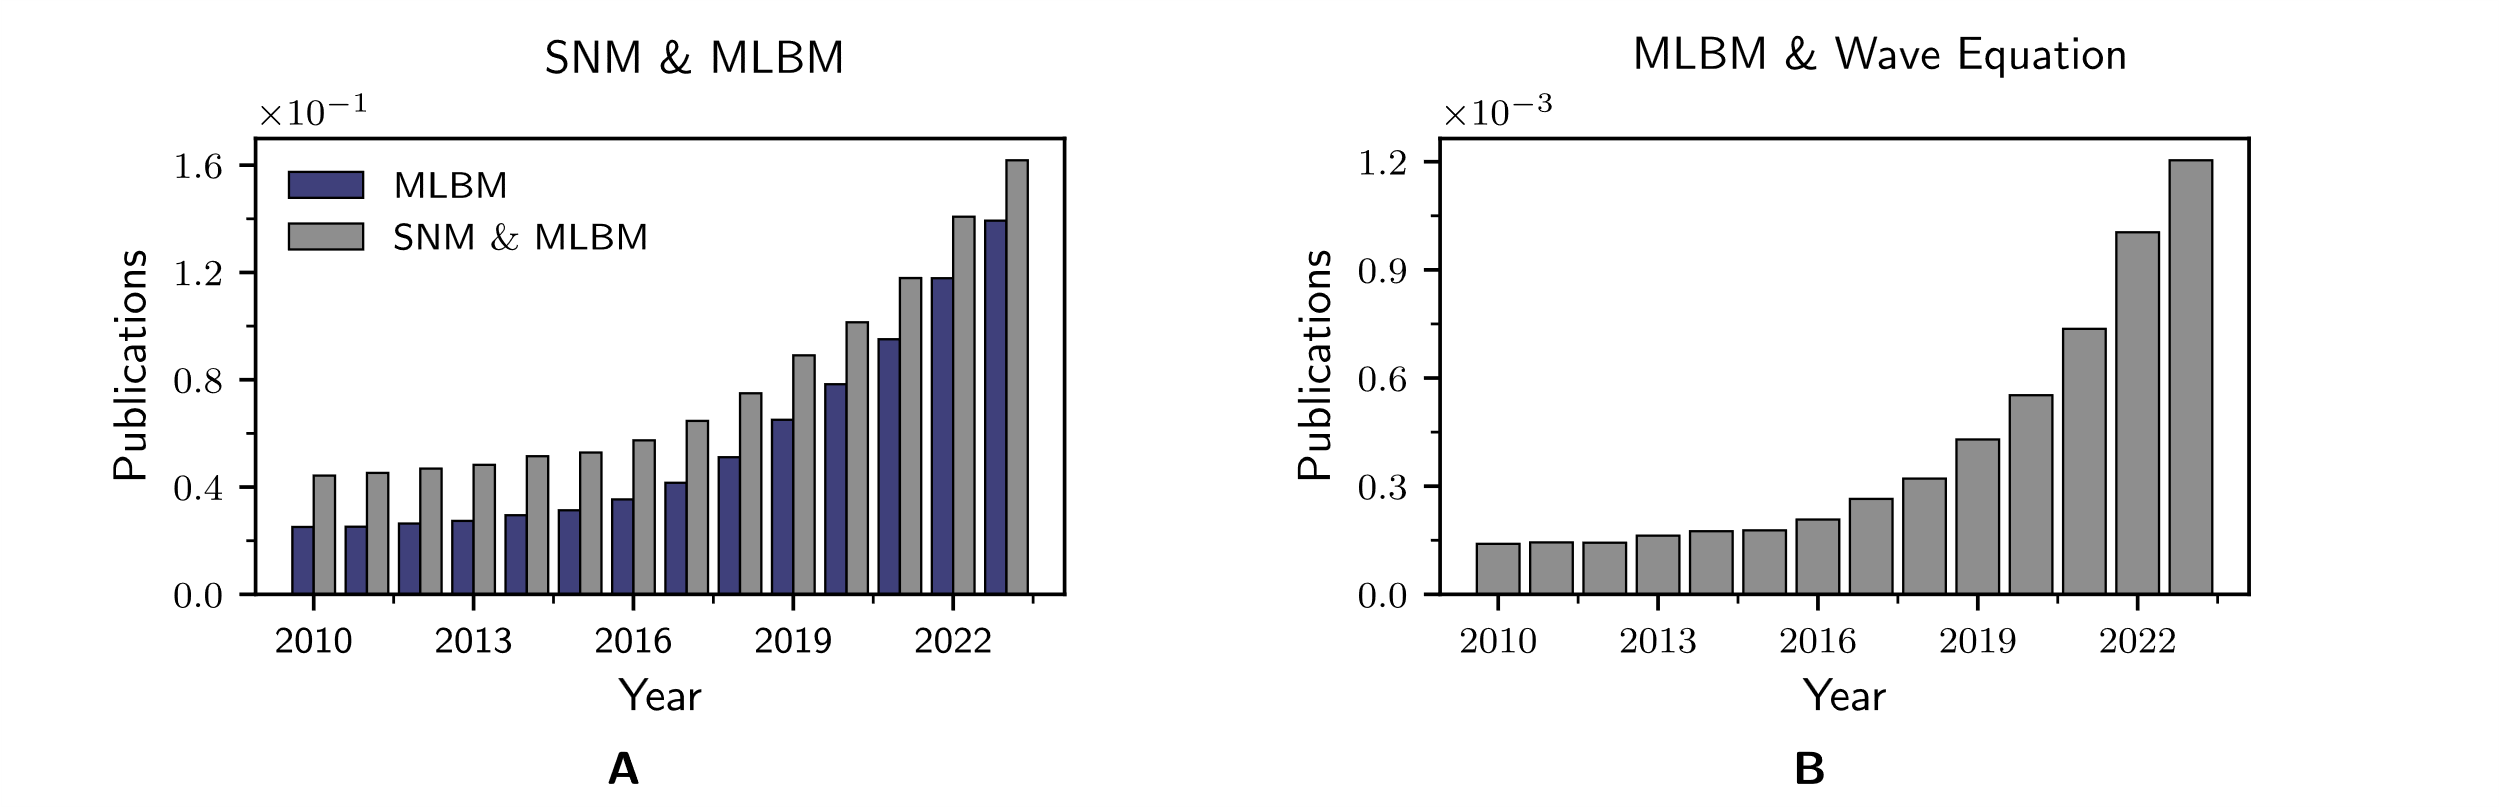 SNM & MLBM
×10⁻¹
1.6
1.2
0.8
0.4
0.0
Publications
MLBM
SNM & MLBM
2010 2013 2016 2019 2022
Year
A
MLBM & Wave Equation
×10⁻³
1.2
0.9
0.6
0.3
0.0
Publications
2010 2013 2016 2019 2022
Year
B